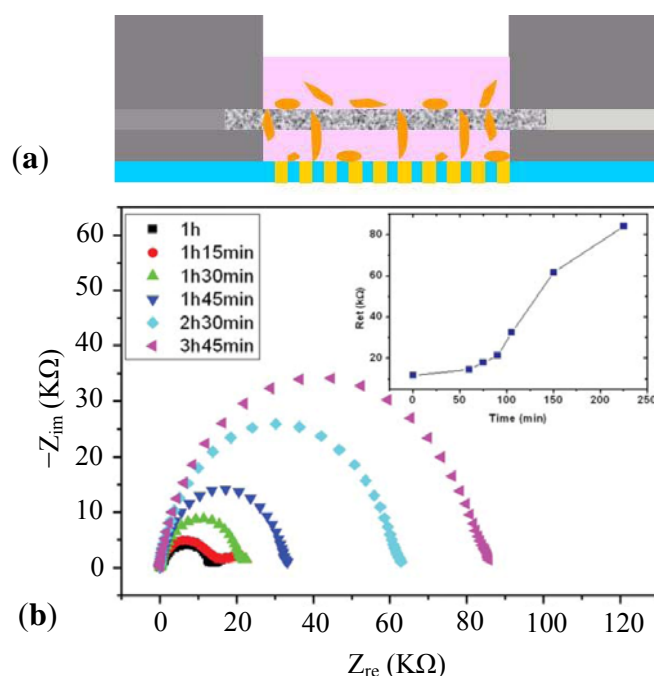 (a)
(b)
60
50
40
30
20
10
0
−Z_im (KΩ)
1h
1h15min
1h30min
1h45min
2h30min
3h45min
80
60
40
20
Ret (kΩ)
0 50 100 150 200 250
Time (min)
0 20 40 60 80 100 120
Z_re (KΩ)